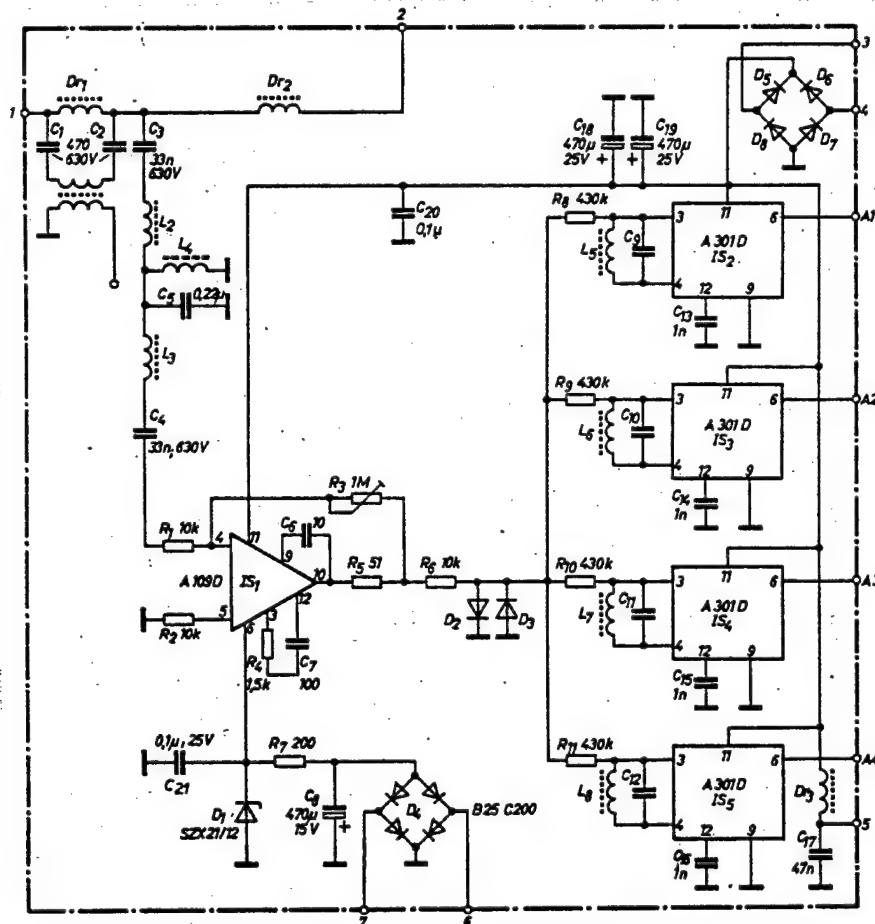 2
1
Dr1
Dr2
C1
470
630V
C2
C3
33n
630V
C18
470µ
25V
C19
470µ
25V
D5
D6
D8
D7
3
4
L2
L4
C5
0,22µ
L3
C4
33n, 630V
C20
0,1µ
R8 430k
L5
C9
3
4
11
6
A 301 D
IS2
12
9
C13
1n
A1
R9 430k
L6
C10
3
4
11
6
A 301 D
IS3
12
9
C14
1n
A2
R3 1M
R1 10k
4
11
C6
10
9
A 109 D
IS1
10
12
R5 51
R6 10k
5
R2 10k
6
3
R4
1,5k
C7
100
D2
D3
R10 430k
L7
C11
3
4
11
6
A 301 D
IS4
12
9
C15
1n
A3
0,1µ, 25V
C21
R7 200
D1
SZX21/12
C8
470µ
15V
D4
B25 C200
R11 430k
L8
C12
3
4
11
6
A 301 D
IS5
12
9
C16
1n
A4
Dr3
5
C17
47n
7
6